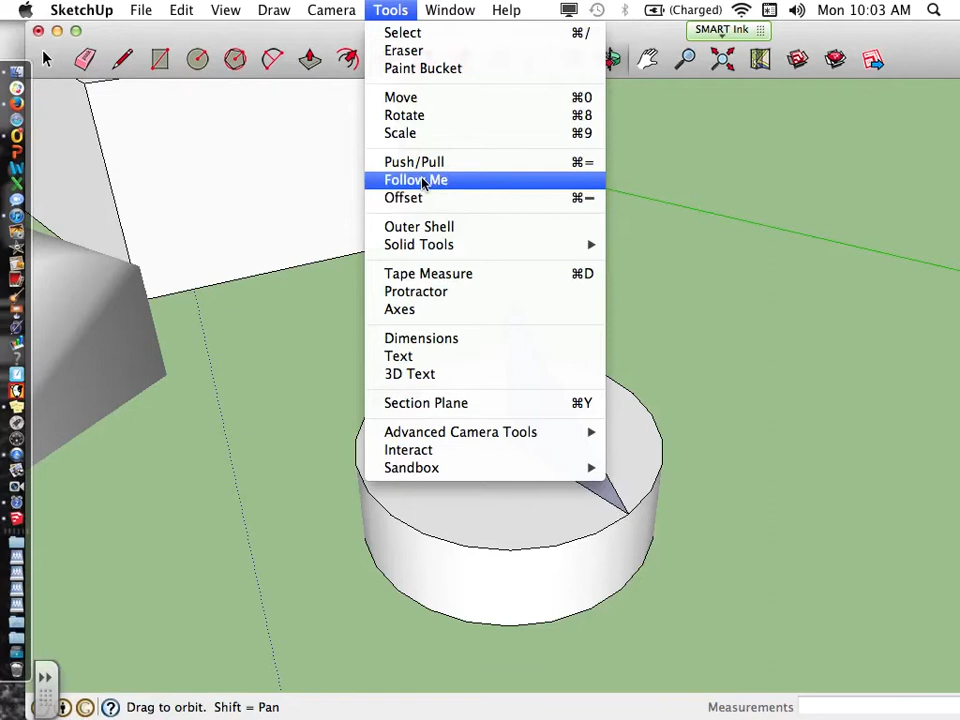 SketchUp File Edit View Draw Camera Tools Window Help (Charged) Mon 10:03 AM
SMART Ink
Select ⌘/
Eraser
Paint Bucket
Move ⌘0
Rotate ⌘8
Scale ⌘9
Push/Pull ⌘=
Follow Me
Offset ⌘−
Outer Shell
Solid Tools
Tape Measure ⌘D
Protractor
Axes
Dimensions
Text
3D Text
Section Plane ⌘Y
Advanced Camera Tools
Interact
Sandbox
Drag to orbit. Shift = Pan Measurements